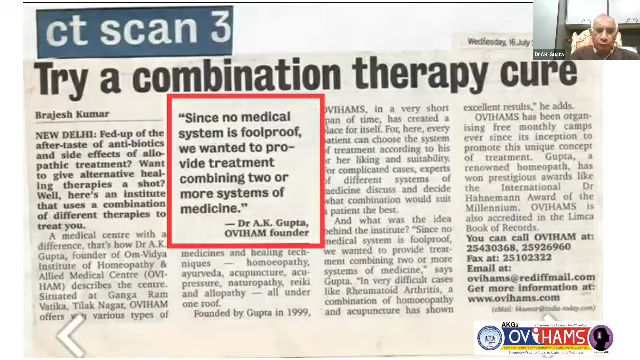 ct scan 3
Wednesday, 16 July
Dr A.K. Gupta
Try a combination therapy cure
Brajesh Kumar
NEW DELHI: Fed-up of the
after-taste of anti-biotics
and side effects of allo-
pathic treatment? Want
to give alternative heal-
ing therapies a shot?
Well, here's an institute
that uses a combination
of different therapies to
treat you.
A medical centre with a
difference, that's how Dr A.K.
Gupta, founder of Om-Vidya
Institute of Homeopathy &
Allied Medical Centre (OVI-
HAM) describes the centre.
Situated at Ganga Ram
Vatika, Tilak Nagar, OVIHAM
offers various types of
"Since no medical
system is foolproof,
we wanted to pro-
vide treatment
combining two or
more systems of
medicine."
— Dr A.K. Gupta,
OVIHAM founder
medicines and healing tech-
niques — homeopathy,
ayurveda, acupuncture, acu-
pressure, naturopathy, reiki
and allopathy — all under
one roof.
Founded by Gupta in 1999,
OVIHAMS, in a very short
span of time, has created a
place for itself. For, here, every
patient can choose the system
of treatment according to his
or her liking and suitability.
For complicated cases, experts
of different systems of
medicine discuss and decide
what combination would suit
a patient the best.
And what was the idea
behind the institute? "Since no
medical system is foolproof,
we wanted to provide treat-
ment combining two or more
systems of medicine," says
Gupta. "In very difficult cases
like Rheumatoid Arthritis, a
combination of homoeopathy
and acupuncture has shown
excellent results," he adds.
OVIHAMS has been organ-
ising free monthly camps
ever since its inception to
promote this unique concept
of treatment. Gupta, a
renowned homeopath, has
won prestigious awards like
the International Dr
Hahnemann Award of the
Millennium. OVIHAMS is
also accredited in the Limca
Book of Records.
You can call OVIHAM at:
25430368, 25926960
Fax at: 25102322
Email at:
ovihams@rediffmail.com
Get more information at:
www.ovihams.com
(eMail: bkumar@india-today.com)
AKG's
OVIHAMS